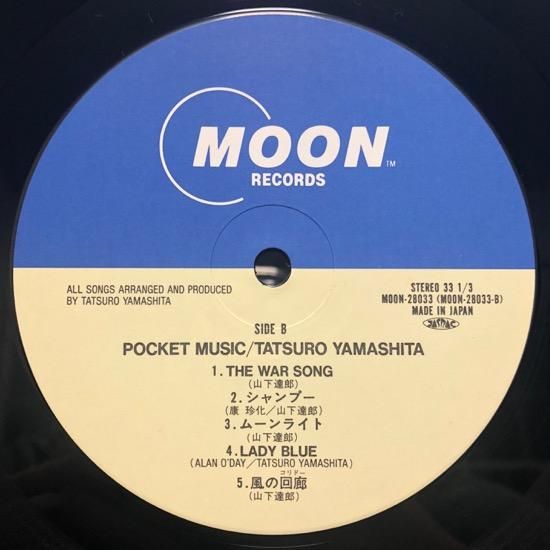 MOON
TM
RECORDS
ALL SONGS ARRANGED AND PRODUCED
BY TATSURO YAMASHITA
STEREO 33 1/3
MOON-28033 (MOON-28033-B)
MADE IN JAPAN
JASRAC
SIDE B
POCKET MUSIC/TATSURO YAMASHITA
1. THE WAR SONG
(山下達郎)
2. シャンプー
(康 珍化/山下達郎)
3. ムーンライト
(山下達郎)
4. LADY BLUE
(ALAN O'DAY/TATSURO YAMASHITA)
コリドー
5. 風の回廊
(山下達郎)